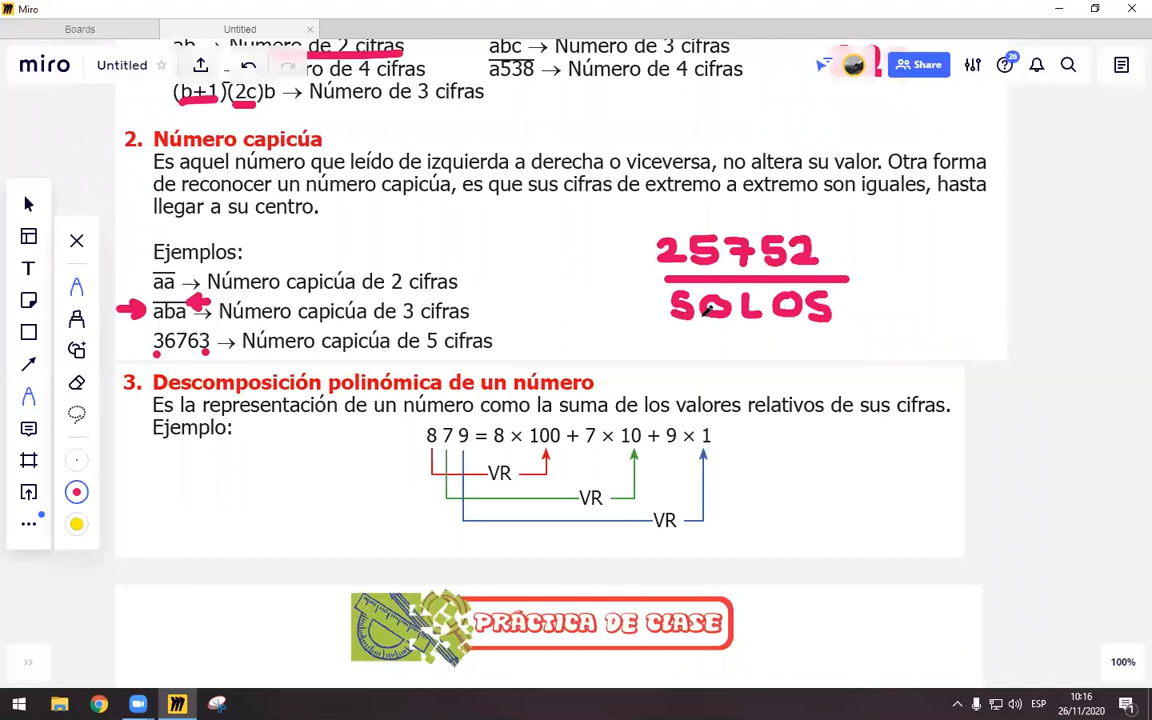 Miro
Boards
Untitled
ab → Número de 2 cifras
abc → Número de 3 cifras
miro Untitled
ro de 4 cifras
a538 → Número de 4 cifras
Share
26
(b+1)(2c)b → Número de 3 cifras
2. Número capicúa
Es aquel número que leído de izquierda a derecha o viceversa, no altera su valor. Otra forma
de reconocer un número capicúa, es que sus cifras de extremo a extremo son iguales, hasta
llegar a su centro.
25752
Ejemplos:
aa → Número capicúa de 2 cifras
SOLOS
aba → Número capicúa de 3 cifras
36763 → Número capicúa de 5 cifras
3. Descomposición polinómica de un número
Es la representación de un número como la suma de los valores relativos de sus cifras.
Ejemplo:
8 7 9 = 8 × 100 + 7 × 10 + 9 × 1
VR
VR
VR
PRÁCTICA DE CLASE
100%
ESP
10:16
26/11/2020
1